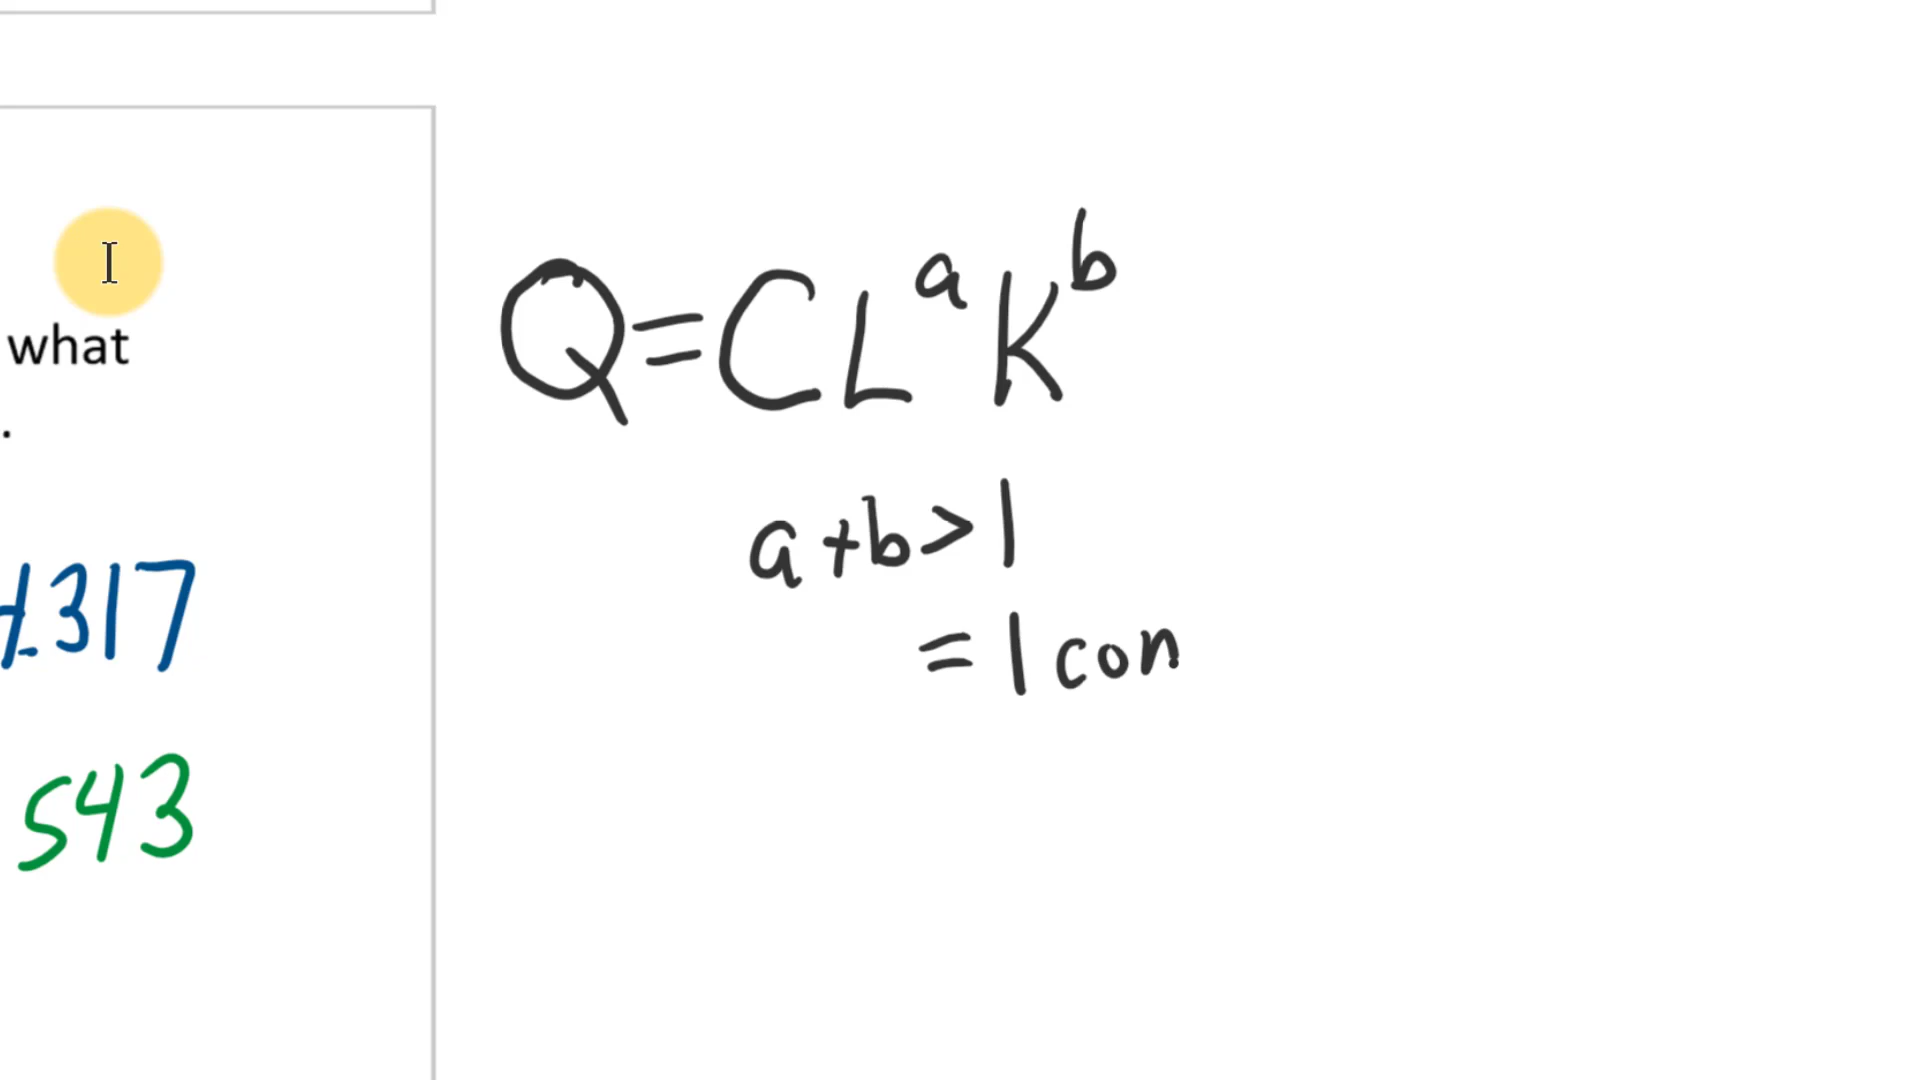 what
.
317
543
Q=CL^a K^b
a+b>1
=1 con